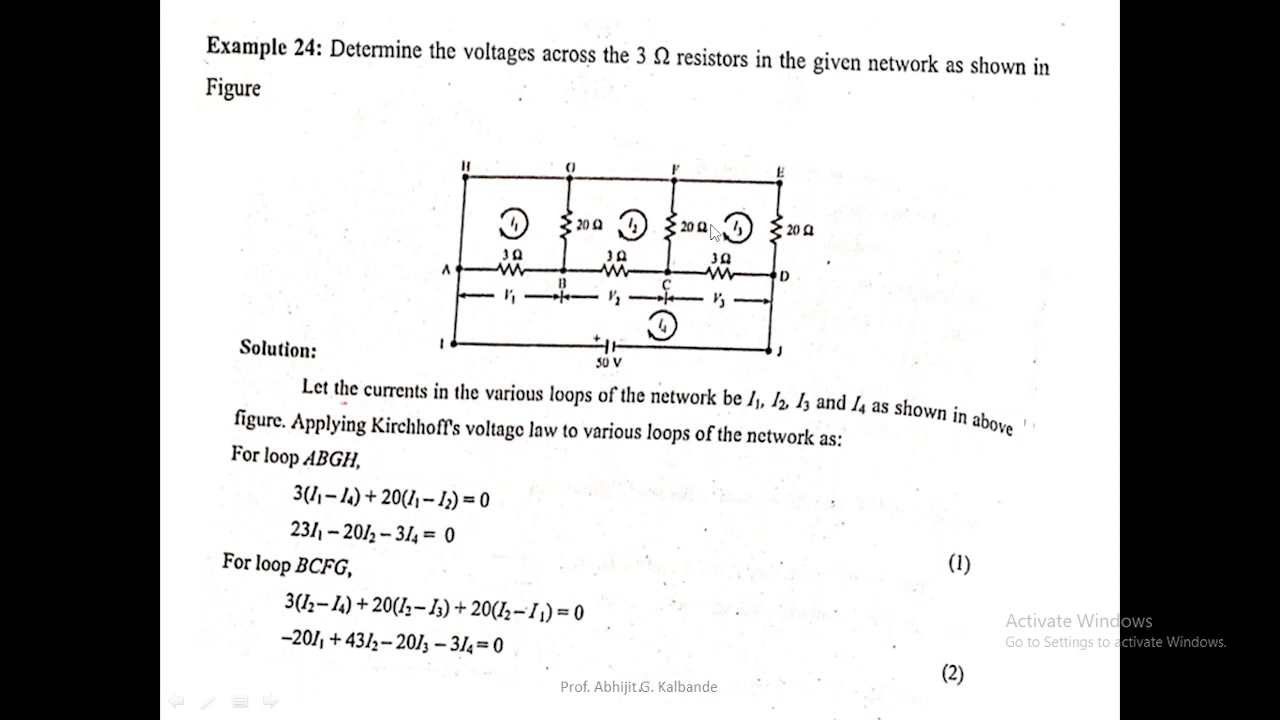 Example 24: Determine the voltages across the 3 Ω resistors in the given network as shown in
Figure
H G F E
I₁ 20 Ω I₂ 20 Ω I₃ 20 Ω
3 Ω 3 Ω 3 Ω
A B C D
V₁ V₂ V₃
I₄
I + J
50 V
Solution:
Let the currents in the various loops of the network be I₁, I₂, I₃ and I₄ as shown in above
figure. Applying Kirchhoff's voltage law to various loops of the network as:
For loop ABGH,
3(I₁ – I₄) + 20(I₁ – I₂) = 0
23I₁ – 20I₂ – 3I₄ = 0
(1)
For loop BCFG,
3(I₂ – I₄) + 20(I₂ – I₃) + 20(I₂ – I₁) = 0
–20I₁ + 43I₂ – 20I₃ – 3I₄ = 0
(2)
Prof. Abhijit.G. Kalbande
Activate Windows
Go to Settings to activate Windows.